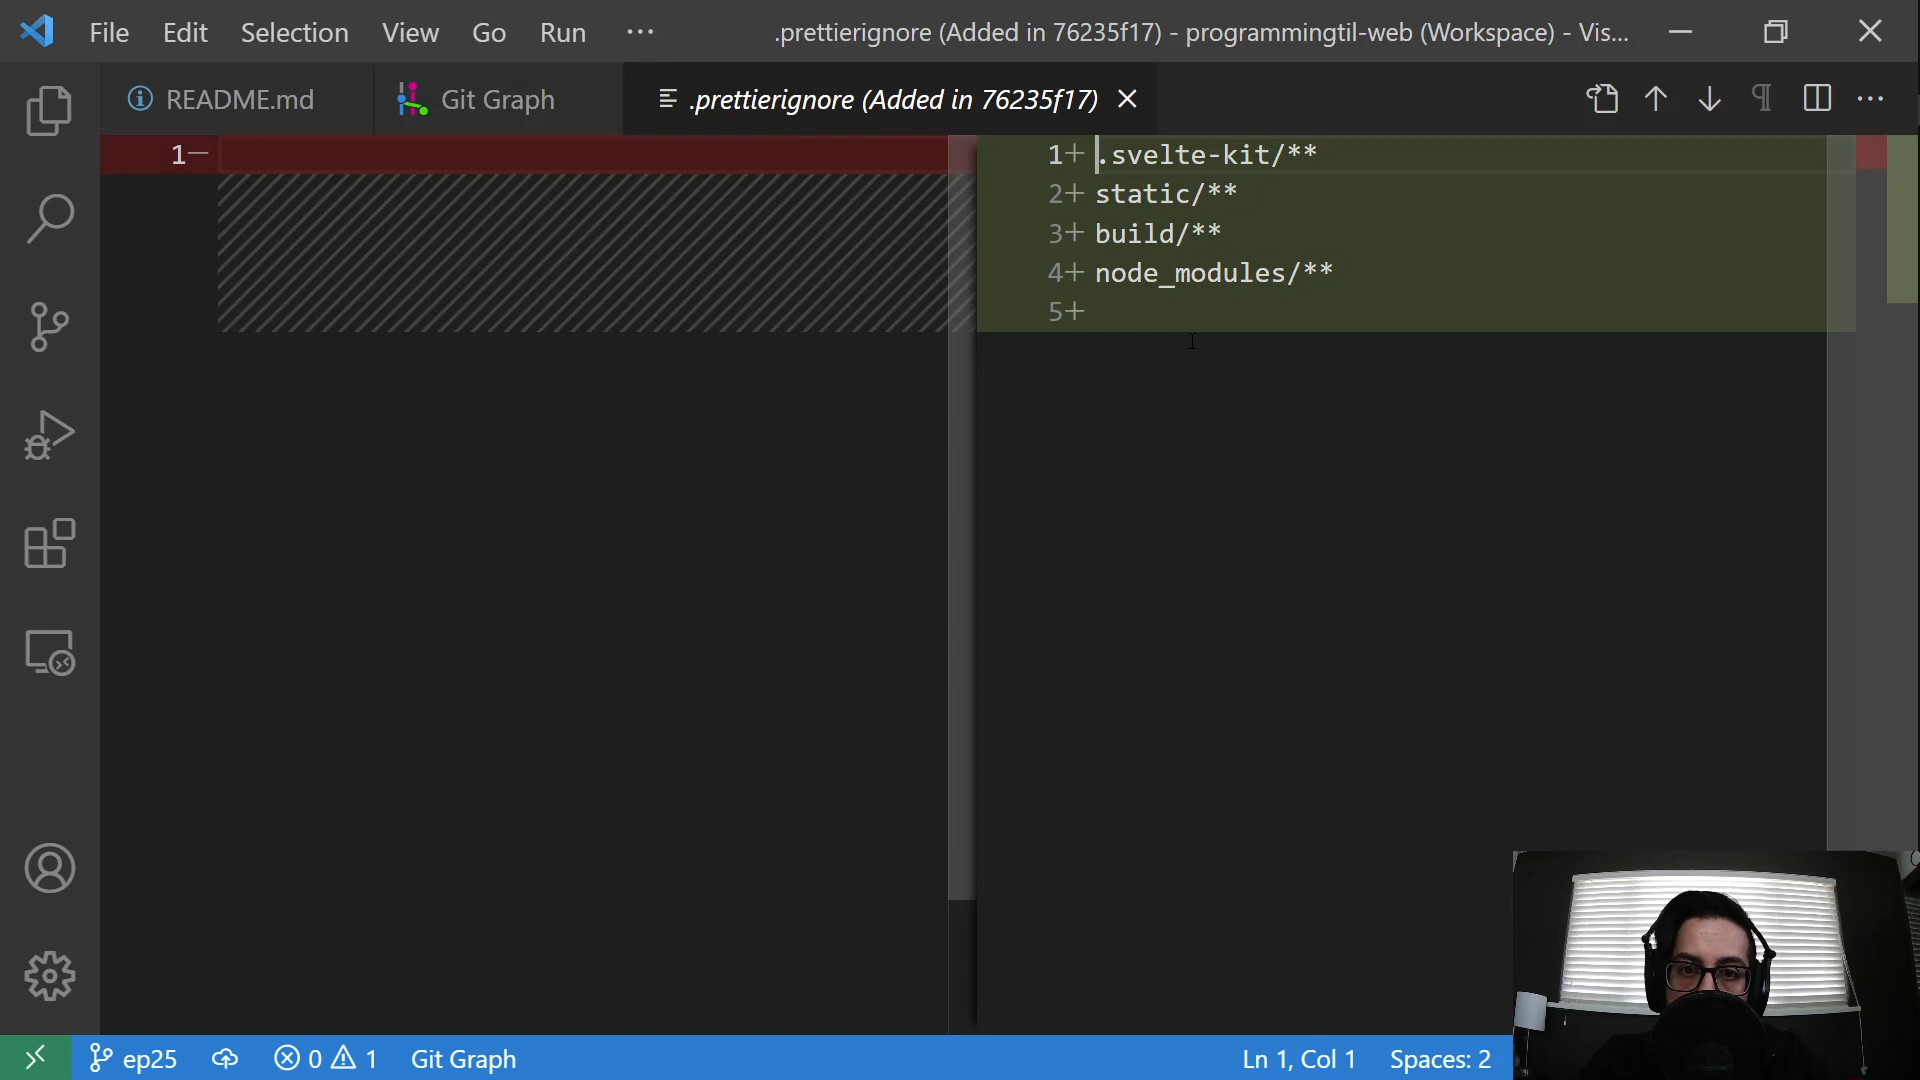 File Edit Selection View Go Run ··· .prettierignore (Added in 76235f17) - programmingtil-web (Workspace) - Vis...
README.md Git Graph .prettierignore (Added in 76235f17)
1— 1+ .svelte-kit/**
2+ static/**
3+ build/**
4+ node_modules/**
5+
ep25 0 1 Git Graph Ln 1, Col 1 Spaces: 2